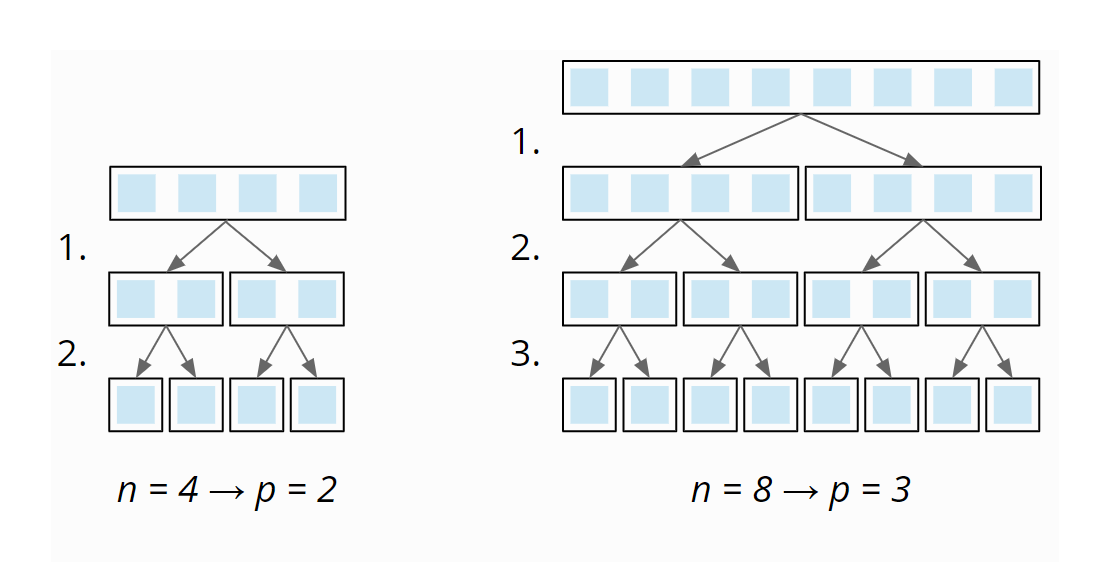 1.
2.
n = 4 → p = 2
1.
2.
3.
n = 8 → p = 3